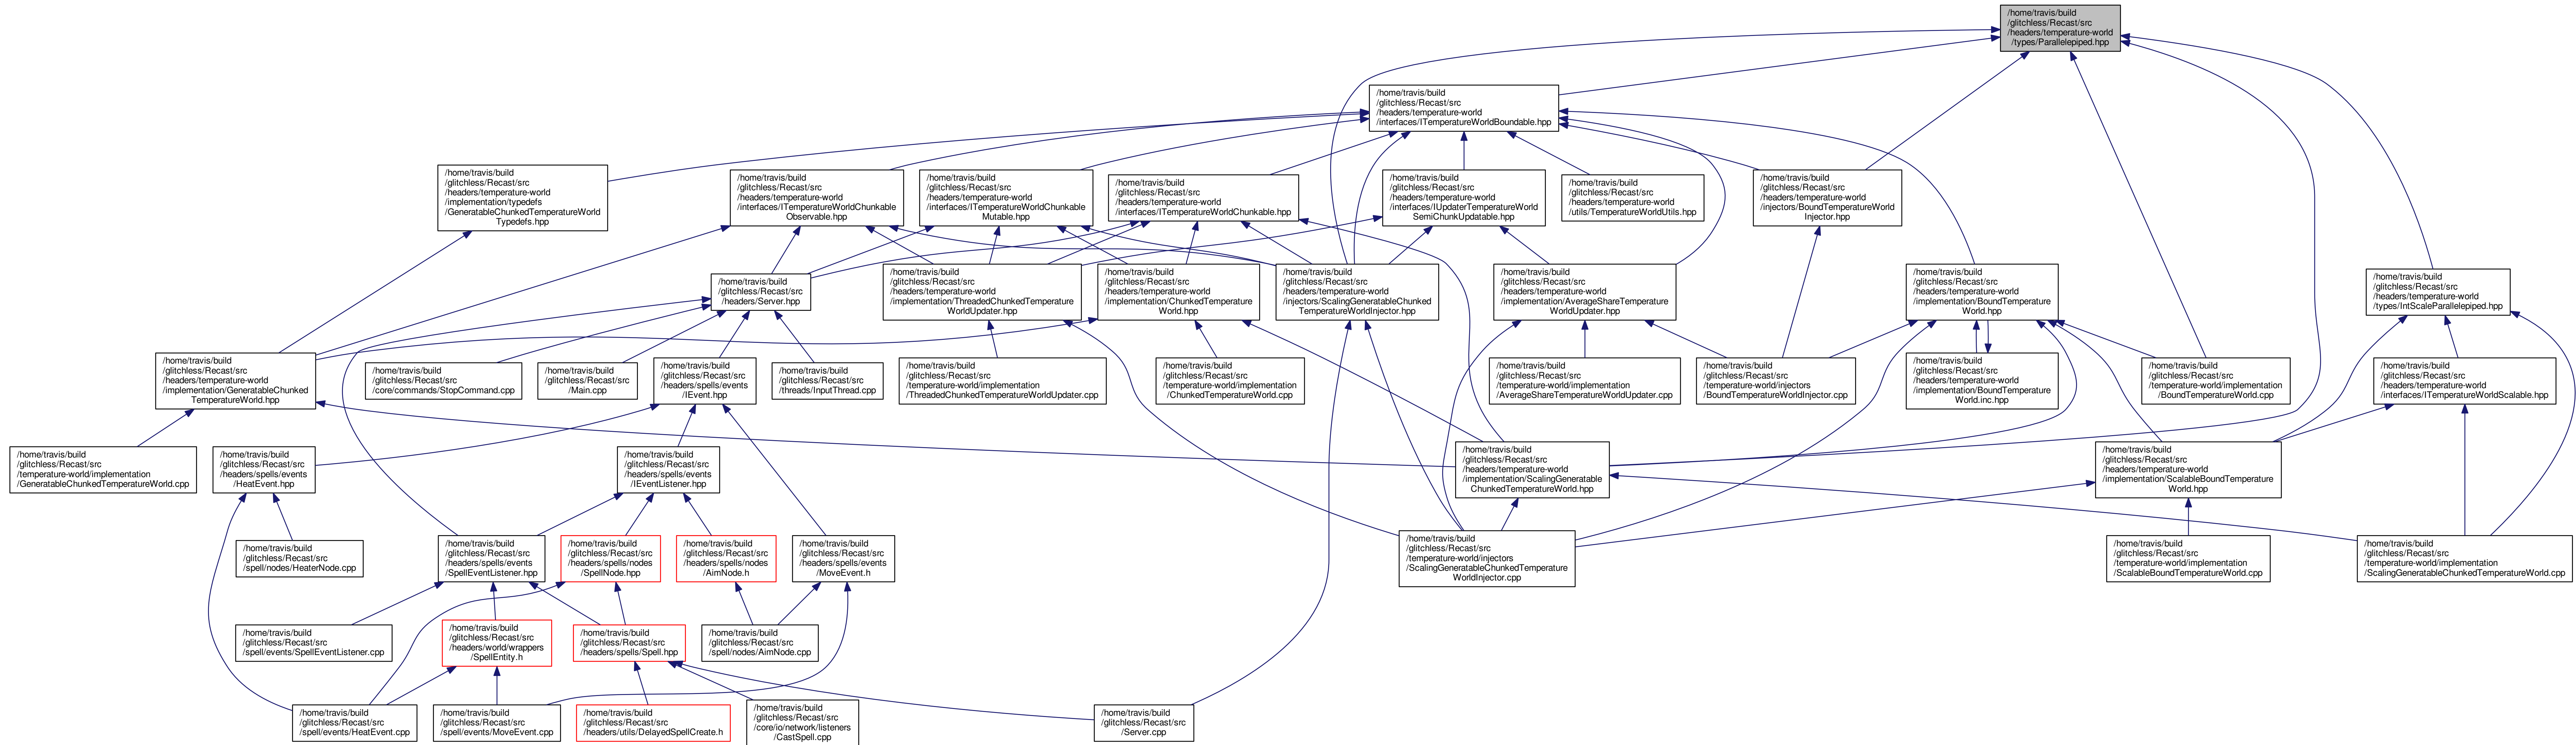 /home/travis/build
/glitchless/Recast/src
/headers/temperature-world
/types/Parallelepiped.hpp
/home/travis/build
/glitchless/Recast/src
/headers/temperature-world
/interfaces/ITemperatureWorldBoundable.hpp
/home/travis/build
/glitchless/Recast/src
/headers/temperature-world
/implementation/typedefs
/GeneratableChunkedTemperatureWorld
Typedefs.hpp
/home/travis/build
/glitchless/Recast/src
/headers/temperature-world
/interfaces/ITemperatureWorldChunkable
Observable.hpp
/home/travis/build
/glitchless/Recast/src
/headers/temperature-world
/interfaces/ITemperatureWorldChunkable
Mutable.hpp
/home/travis/build
/glitchless/Recast/src
/headers/temperature-world
/interfaces/ITemperatureWorldChunkable.hpp
/home/travis/build
/glitchless/Recast/src
/headers/temperature-world
/interfaces/IUpdaterTemperatureWorld
SemiChunkUpdatable.hpp
/home/travis/build
/glitchless/Recast/src
/headers/temperature-world
/utils/TemperatureWorldUtils.hpp
/home/travis/build
/glitchless/Recast/src
/headers/temperature-world
/injectors/BoundTemperatureWorld
Injector.hpp
/home/travis/build
/glitchless/Recast/src
/headers/Server.hpp
/home/travis/build
/glitchless/Recast/src
/headers/temperature-world
/implementation/ThreadedChunkedTemperature
WorldUpdater.hpp
/home/travis/build
/glitchless/Recast/src
/headers/temperature-world
/implementation/ChunkedTemperature
World.hpp
/home/travis/build
/glitchless/Recast/src
/headers/temperature-world
/injectors/ScalingGeneratableChunked
TemperatureWorldInjector.hpp
/home/travis/build
/glitchless/Recast/src
/headers/temperature-world
/implementation/AverageShareTemperature
WorldUpdater.hpp
/home/travis/build
/glitchless/Recast/src
/headers/temperature-world
/implementation/BoundTemperature
World.hpp
/home/travis/build
/glitchless/Recast/src
/headers/temperature-world
/types/IntScaleParallelepiped.hpp
/home/travis/build
/glitchless/Recast/src
/headers/temperature-world
/implementation/GeneratableChunked
TemperatureWorld.hpp
/home/travis/build
/glitchless/Recast/src
/core/commands/StopCommand.cpp
/home/travis/build
/glitchless/Recast/src
/Main.cpp
/home/travis/build
/glitchless/Recast/src
/headers/spells/events
/IEvent.hpp
/home/travis/build
/glitchless/Recast/src
/threads/InputThread.cpp
/home/travis/build
/glitchless/Recast/src
/temperature-world/implementation
/ThreadedChunkedTemperatureWorldUpdater.cpp
/home/travis/build
/glitchless/Recast/src
/temperature-world/implementation
/ChunkedTemperatureWorld.cpp
/home/travis/build
/glitchless/Recast/src
/temperature-world/implementation
/AverageShareTemperatureWorldUpdater.cpp
/home/travis/build
/glitchless/Recast/src
/temperature-world/injectors
/BoundTemperatureWorldInjector.cpp
/home/travis/build
/glitchless/Recast/src
/headers/temperature-world
/implementation/BoundTemperature
World.inc.hpp
/home/travis/build
/glitchless/Recast/src
/temperature-world/implementation
/BoundTemperatureWorld.cpp
/home/travis/build
/glitchless/Recast/src
/headers/temperature-world
/interfaces/ITemperatureWorldScalable.hpp
/home/travis/build
/glitchless/Recast/src
/temperature-world/implementation
/GeneratableChunkedTemperatureWorld.cpp
/home/travis/build
/glitchless/Recast/src
/headers/spells/events
/HeatEvent.hpp
/home/travis/build
/glitchless/Recast/src
/headers/spells/events
/IEventListener.hpp
/home/travis/build
/glitchless/Recast/src
/headers/temperature-world
/implementation/ScalingGeneratable
ChunkedTemperatureWorld.hpp
/home/travis/build
/glitchless/Recast/src
/headers/temperature-world
/implementation/ScalableBoundTemperature
World.hpp
/home/travis/build
/glitchless/Recast/src
/spell/nodes/HeaterNode.cpp
/home/travis/build
/glitchless/Recast/src
/headers/spells/events
/SpellEventListener.hpp
/home/travis/build
/glitchless/Recast/src
/headers/spells/nodes
/SpellNode.hpp
/home/travis/build
/glitchless/Recast/src
/headers/spells/nodes
/AimNode.h
/home/travis/build
/glitchless/Recast/src
/headers/spells/events
/MoveEvent.h
/home/travis/build
/glitchless/Recast/src
/temperature-world/injectors
/ScalingGeneratableChunkedTemperature
WorldInjector.cpp
/home/travis/build
/glitchless/Recast/src
/temperature-world/implementation
/ScalableBoundTemperatureWorld.cpp
/home/travis/build
/glitchless/Recast/src
/temperature-world/implementation
/ScalingGeneratableChunkedTemperatureWorld.cpp
/home/travis/build
/glitchless/Recast/src
/spell/events/SpellEventListener.cpp
/home/travis/build
/glitchless/Recast/src
/headers/world/wrappers
/SpellEntity.h
/home/travis/build
/glitchless/Recast/src
/headers/spells/Spell.hpp
/home/travis/build
/glitchless/Recast/src
/spell/nodes/AimNode.cpp
/home/travis/build
/glitchless/Recast/src
/spell/events/HeatEvent.cpp
/home/travis/build
/glitchless/Recast/src
/spell/events/MoveEvent.cpp
/home/travis/build
/glitchless/Recast/src
/headers/utils/DelayedSpellCreate.h
/home/travis/build
/glitchless/Recast/src
/core/io/network/listeners
/CastSpell.cpp
/home/travis/build
/glitchless/Recast/src
/Server.cpp